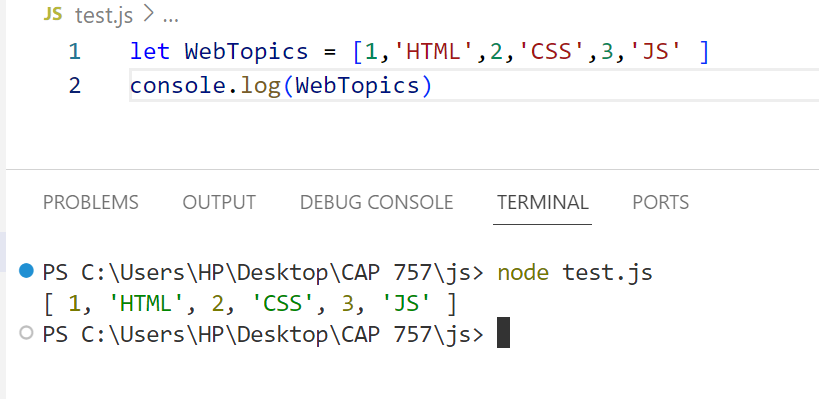 JS test.js > ...
1 let WebTopics = [1,'HTML',2,'CSS',3,'JS' ]
2 console.log(WebTopics)
PROBLEMS OUTPUT DEBUG CONSOLE TERMINAL PORTS
PS C:\Users\HP\Desktop\CAP 757\js> node test.js
[ 1, 'HTML', 2, 'CSS', 3, 'JS' ]
PS C:\Users\HP\Desktop\CAP 757\js>